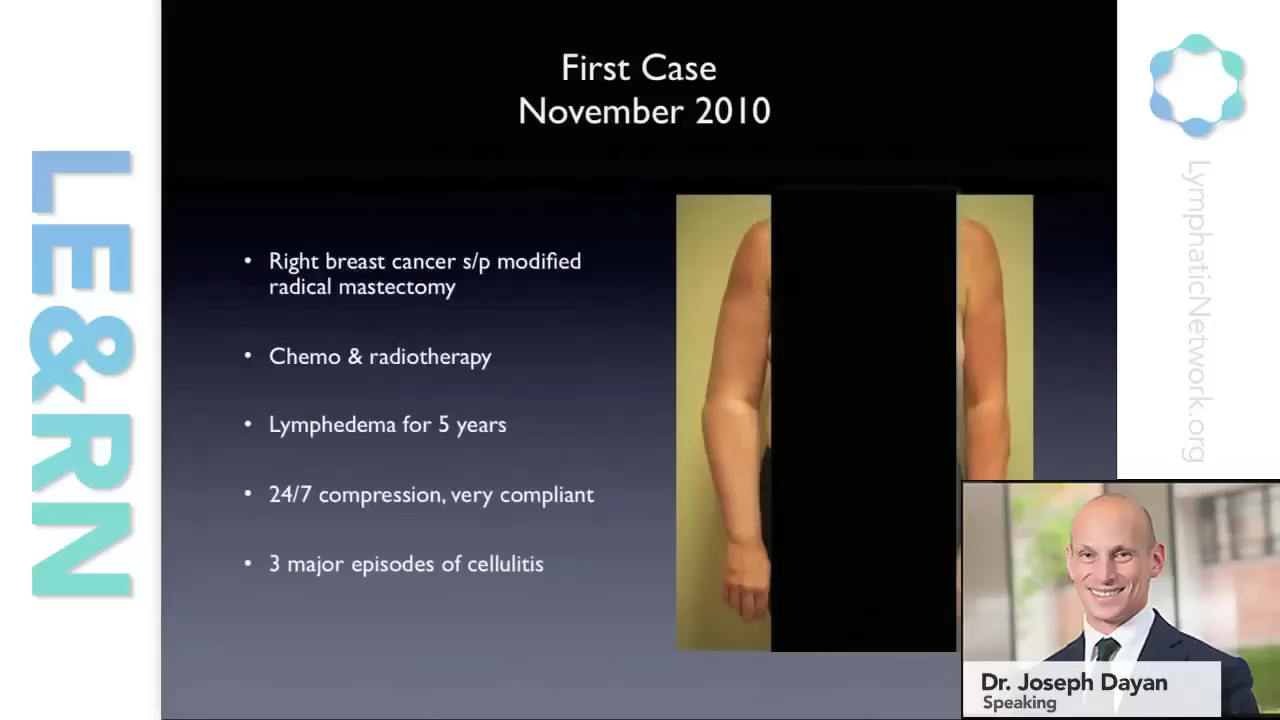 LE&RN
First Case
November 2010
• Right breast cancer s/p modified
radical mastectomy
• Chemo & radiotherapy
• Lymphedema for 5 years
• 24/7 compression, very compliant
• 3 major episodes of cellulitis
LymphaticNetwork.org
Dr. Joseph Dayan
Speaking